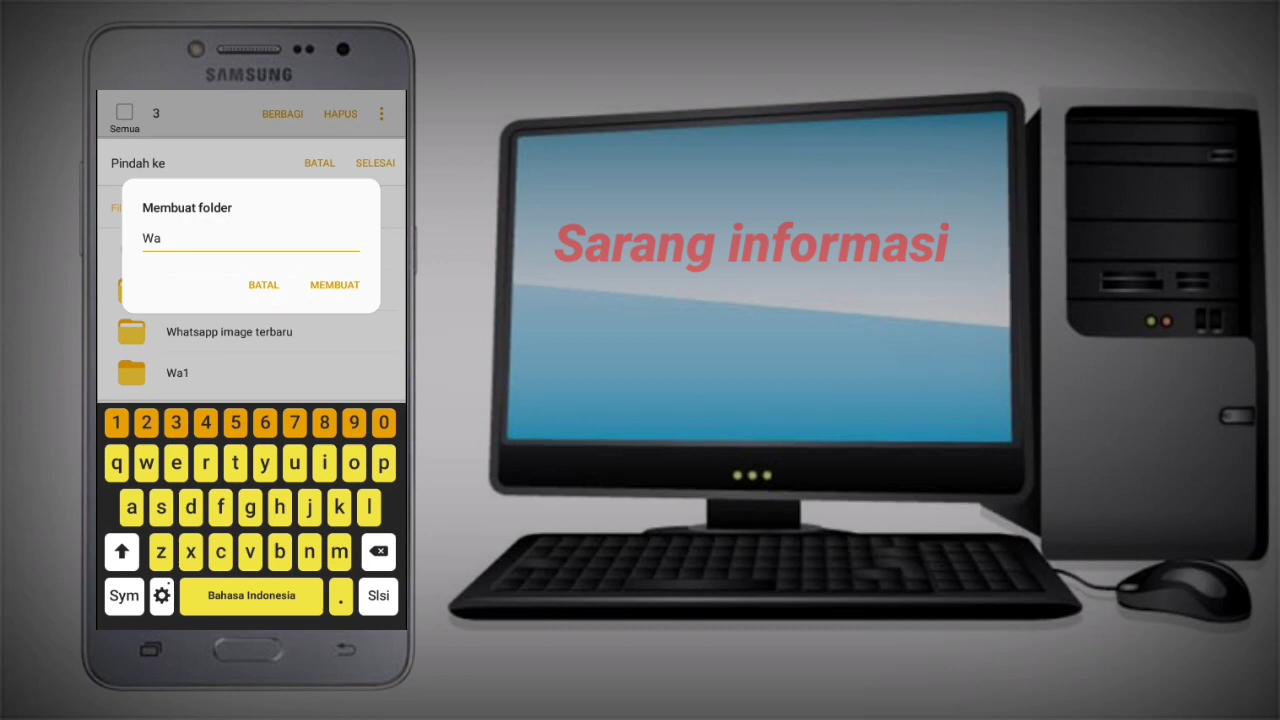 SAMSUNG
3
BERBAGI
HAPUS
Semua
Pindah ke
BATAL
SELESAI
Membuat folder
Wa
BATAL
MEMBUAT
Whatsapp image terbaru
Wa1
1 2 3 4 5 6 7 8 9 0
q w e r t y u i o p
a s d f g h j k l
z x c v b n m
Sym
Bahasa Indonesia
.
Slsi
Sarang informasi